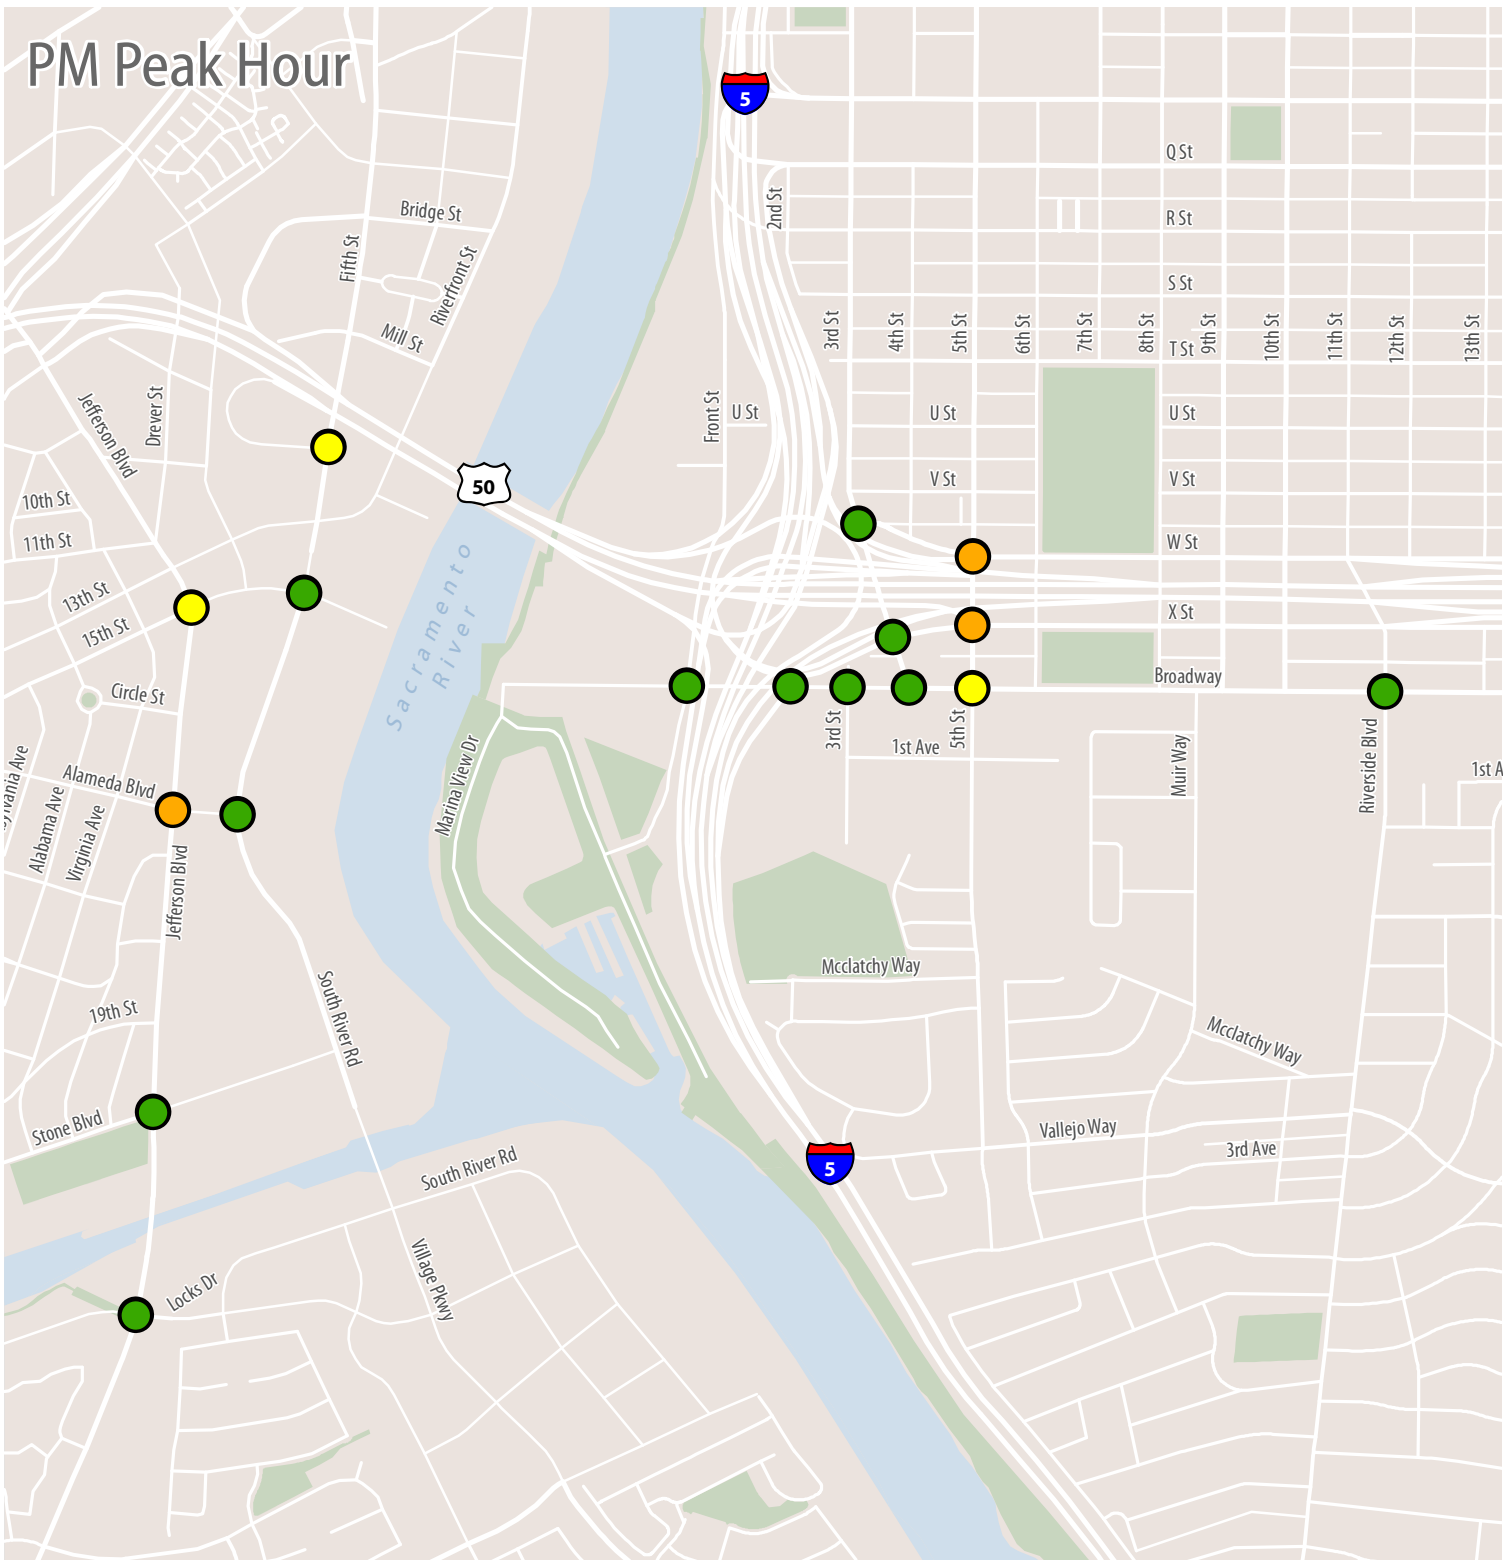 PM Peak Hour
5
Q St
Bridge St
2nd St
R St
Fifth St
Riverfront St
S St
Mill St
3rd St
4th St
5th St
6th St
7th St
8th St
9th St
10th St
11th St
12th St
13th St
T St
Jefferson Blvd
Drever St
Front St
U St
U St
U St
V St
V St
50
10th St
11th St
W St
Sacramento
River
13th St
15th St
X St
Broadway
Circle St
3rd St
5th St
1st Ave
Muir Way
Riverside Blvd
1st A
Marina View Dr
Alameda Blvd
Alabama Ave
Virginia Ave
Jefferson Blvd
Mcclatchy Way
South River Rd
19th St
Mcclatchy Way
Stone Blvd
Vallejo Way
3rd Ave
5
South River Rd
Village Pkwy
Locks Dr